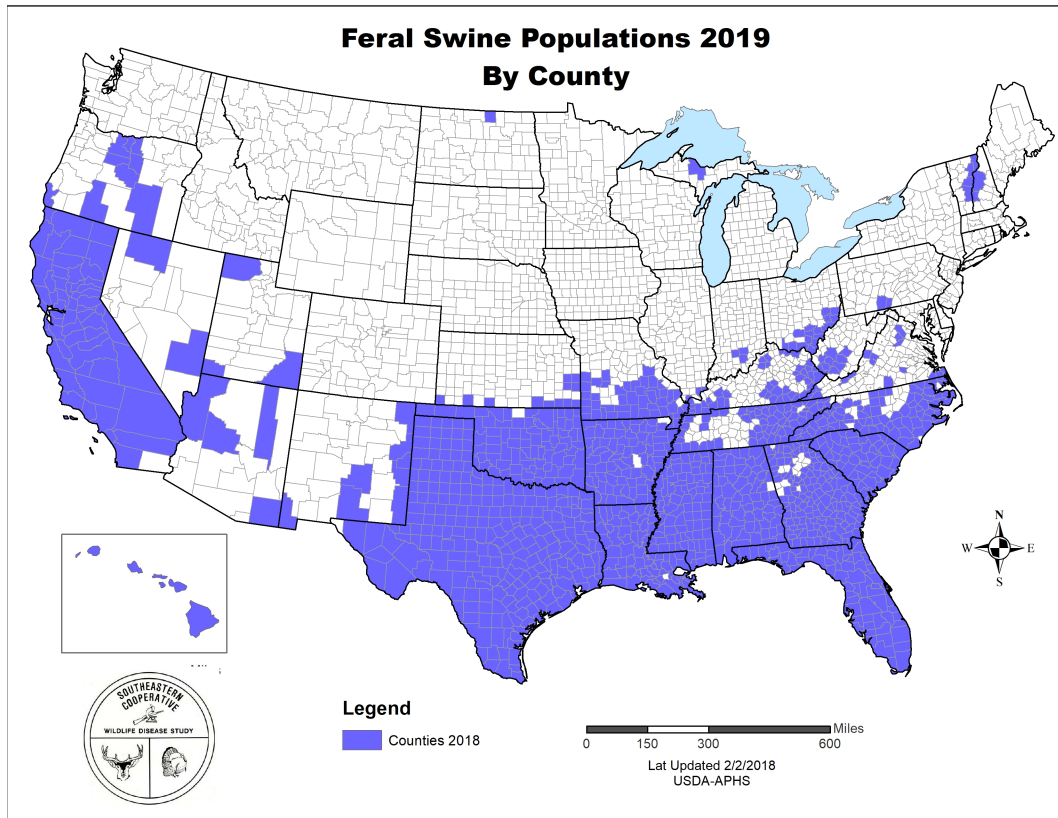 Feral Swine Populations 2019
By County
N
W
E
S
SOUTHEASTERN
COOPERATIVE
WILDLIFE DISEASE STUDY
Legend
Counties 2018
Miles
0 150 300 600
Lat Updated 2/2/2018
USDA-APHS